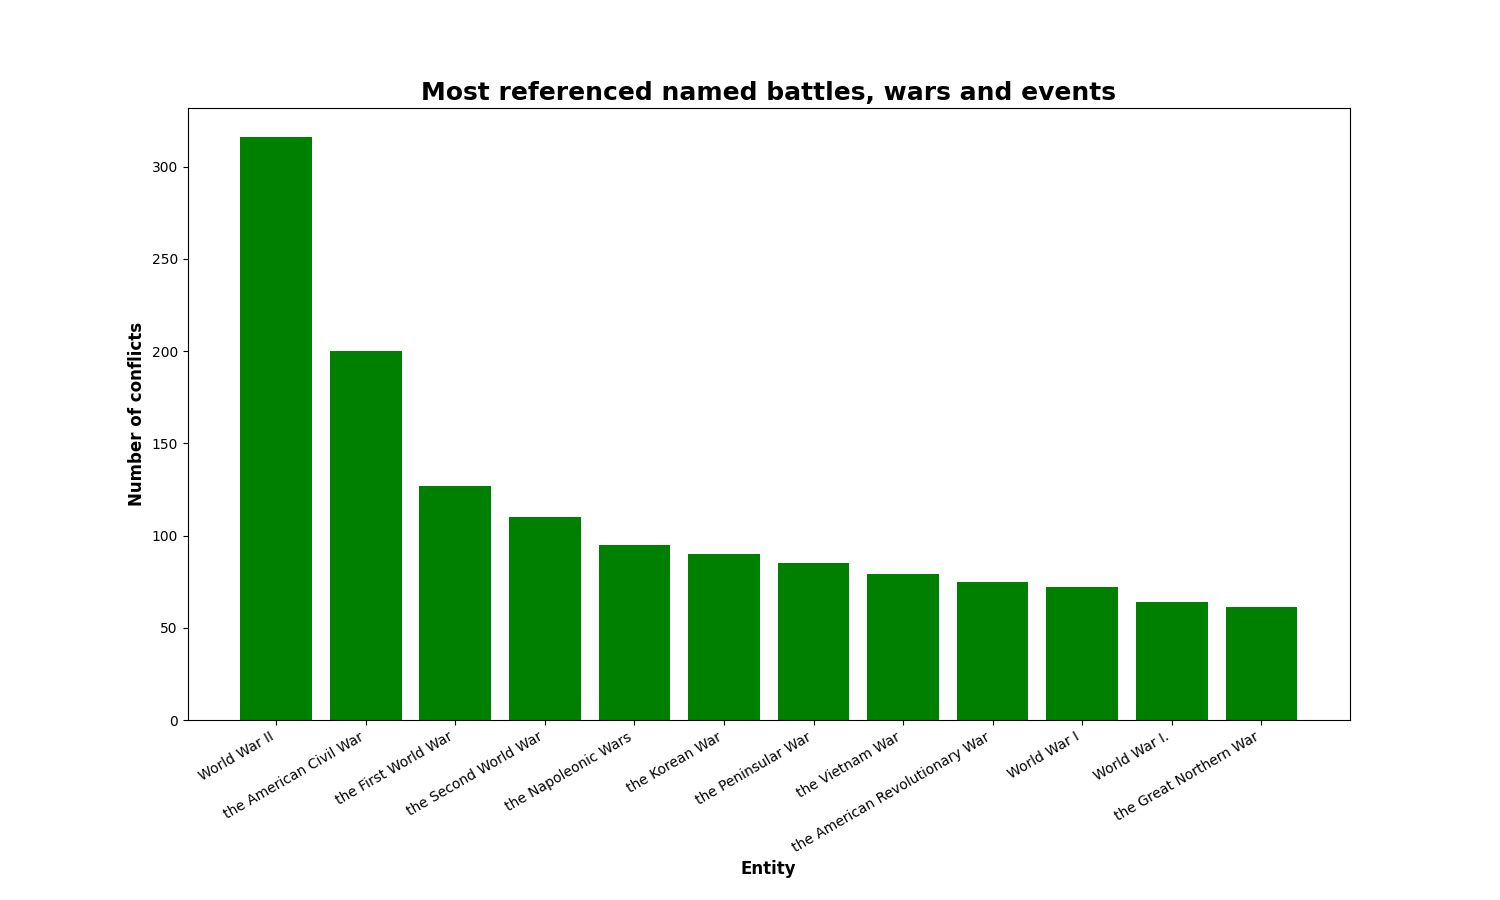 Most referenced named battles, wars and events
Number of conflicts
300
250
200
150
100
50
0
World War II
the American Civil War
the First World War
the Second World War
the Napoleonic Wars
the Korean War
the Peninsular War
the Vietnam War
the American Revolutionary War
World War I
World War I.
the Great Northern War
Entity